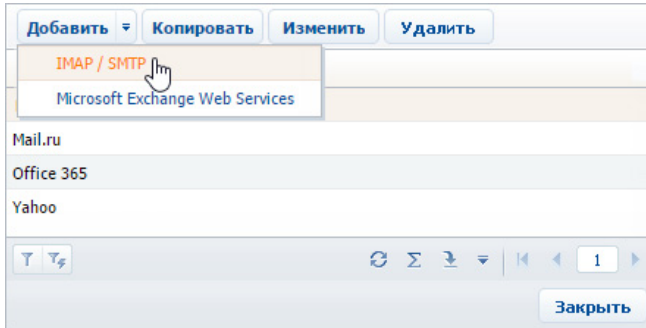 Добавить Копировать Изменить Удалить
IMAP / SMTP
Microsoft Exchange Web Services
Mail.ru
Office 365
Yahoo
1
Закрыть